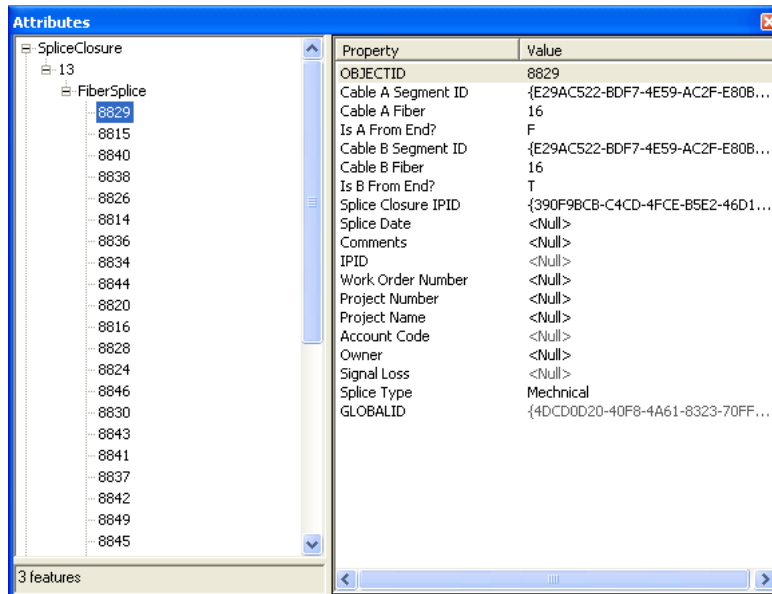 Attributes
SpliceClosure
13
FiberSplice
8829
8815
8840
8838
8826
8814
8836
8834
8844
8820
8816
8828
8824
8846
8830
8843
8841
8837
8842
8849
8845
3 features
Property Value
OBJECTID 8829
Cable A Segment ID {E29AC522-BDF7-4E59-AC2F-E80B...
Cable A Fiber 16
Is A From End? F
Cable B Segment ID {E29AC522-BDF7-4E59-AC2F-E80B...
Cable B Fiber 16
Is B From End? T
Splice Closure IPID {390F9BCB-C4CD-4FCE-B5E2-46D1...
Splice Date <Null>
Comments <Null>
IPID <Null>
Work Order Number <Null>
Project Number <Null>
Project Name <Null>
Account Code <Null>
Owner <Null>
Signal Loss <Null>
Splice Type Mechnical
GLOBALID {4DCD0D20-40F8-4A61-8323-70FF...